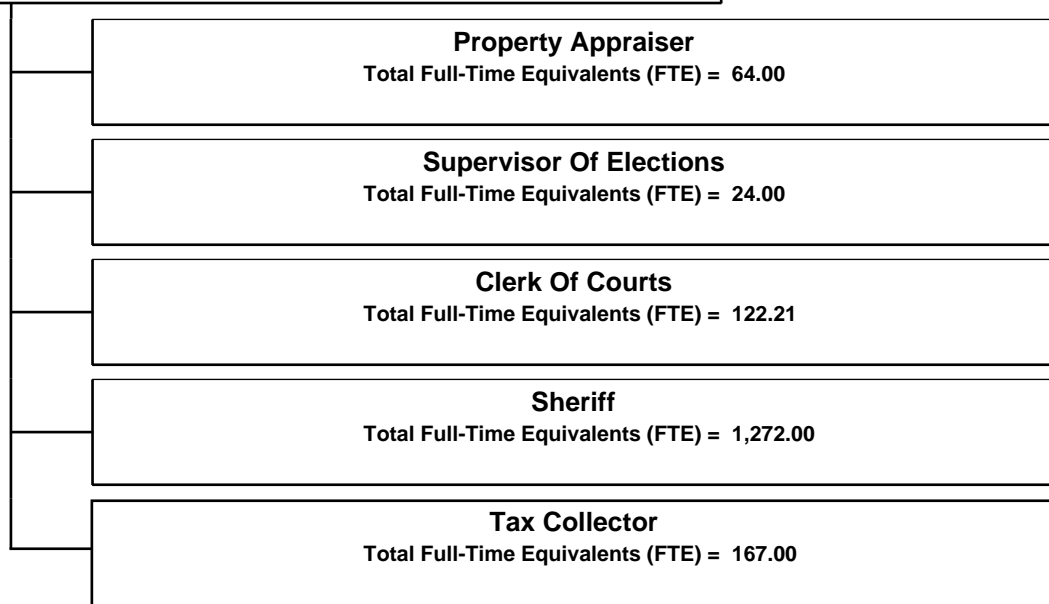 Property Appraiser
Total Full-Time Equivalents (FTE) = 64.00
Supervisor Of Elections
Total Full-Time Equivalents (FTE) = 24.00
Clerk Of Courts
Total Full-Time Equivalents (FTE) = 122.21
Sheriff
Total Full-Time Equivalents (FTE) = 1,272.00
Tax Collector
Total Full-Time Equivalents (FTE) = 167.00